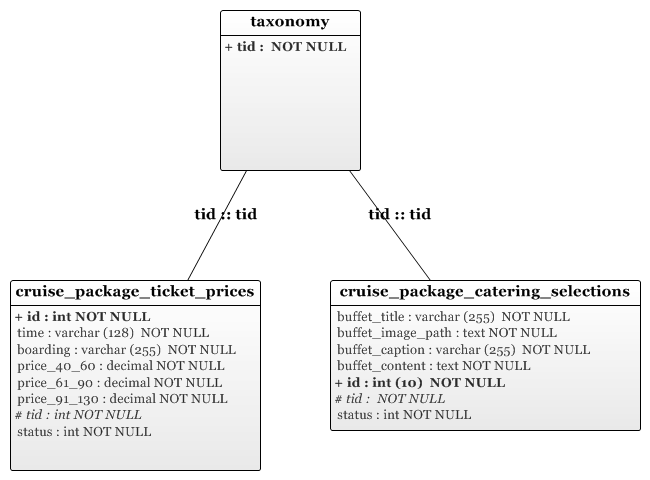 taxonomy
+ tid :  NOT NULL
tid :: tid
tid :: tid
cruise_package_ticket_prices
+ id : int NOT NULL
time : varchar (128)  NOT NULL
boarding : varchar (255)  NOT NULL
price_40_60 : decimal NOT NULL
price_61_90 : decimal NOT NULL
price_91_130 : decimal NOT NULL
# tid : int NOT NULL
status : int NOT NULL
cruise_package_catering_selections
buffet_title : varchar (255)  NOT NULL
buffet_image_path : text NOT NULL
buffet_caption : varchar (255)  NOT NULL
buffet_content : text NOT NULL
+ id : int (10)  NOT NULL
# tid :  NOT NULL
status : int NOT NULL